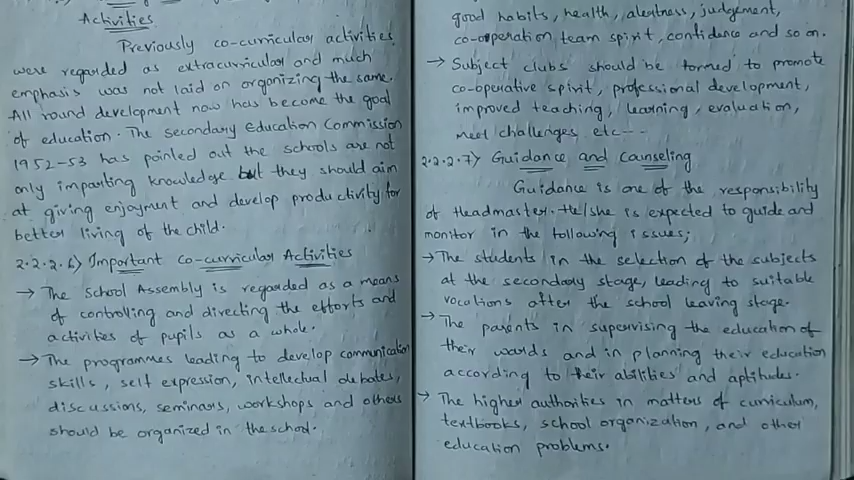 Activities
Previously co-curricular activities
were regarded as extracurricular and much
emphasis was not laid on organizing the same.
All round development now has become the goal
of education. The secondary Education Commission
1952-53 has pointed out the schools are not
only imparting knowledge but they should aim
at giving enjoyment and develop productivity for
better living of the child.
2.2.2.6) Important co-curricular Activities
→ The School Assembly is regarded as a means
of controlling and directing the efforts and
activities of pupils as a whole.
→ The programmes leading to develop communication
skills, self expression, intellectual debates,
discussions, seminars, workshops and others
should be organized in the school.
good habits, health, alertness, judgement,
co-operation, team spirit, confidence and so on.
→ Subject clubs should be formed to promote
co-operative spirit, professional development,
improved teaching, learning, evaluation,
meet challenges etc---
2.2.2.7) Guidance and Counseling
Guidance is one of the responsibility
of Headmaster. He/she is expected to guide and
monitor in the following issues;
→ The students in the selection of the subjects
at the secondary stage, leading to suitable
vocations after the school leaving stage.
→ The parents in supervising the education of
their wards and in planning their education
according to their abilities and aptitudes.
→ The higher authorities in matters of curriculum,
textbooks, school organization, and other
education problems.